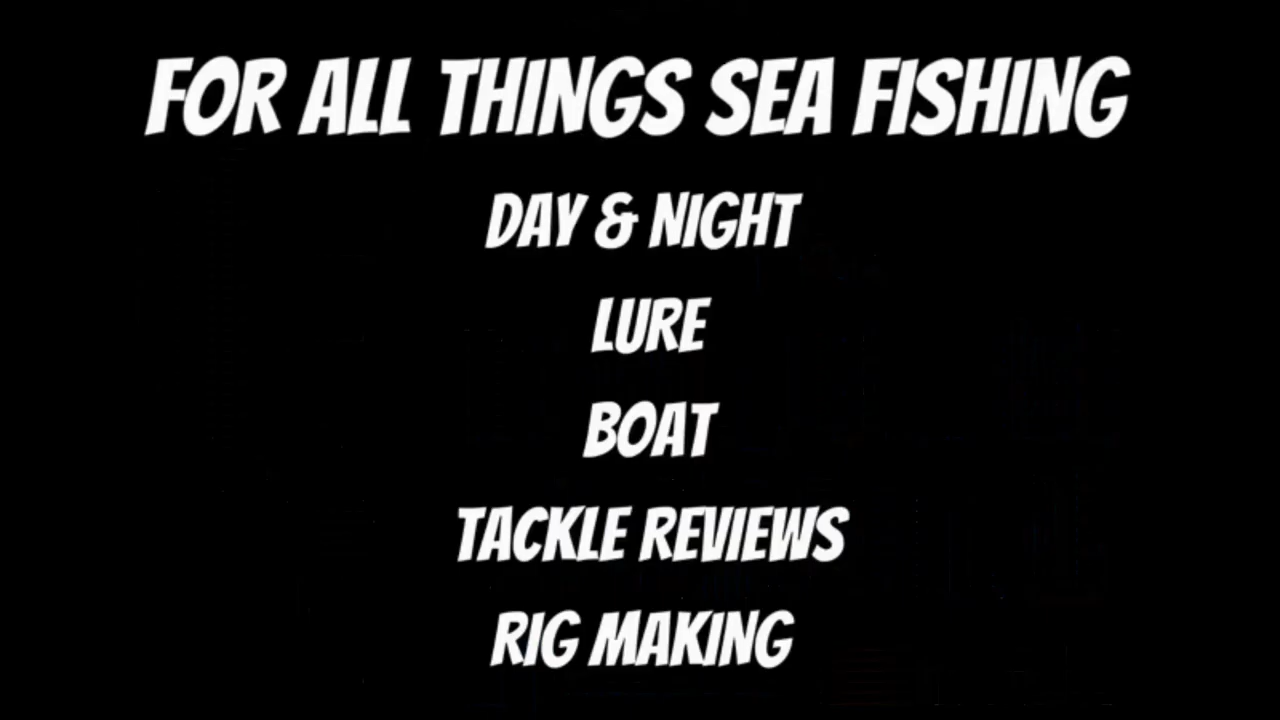 FOR ALL THINGS SEA FISHING
DAY & NIGHT
LURE
BOAT
TACKLE REVIEWS
RIG MAKING